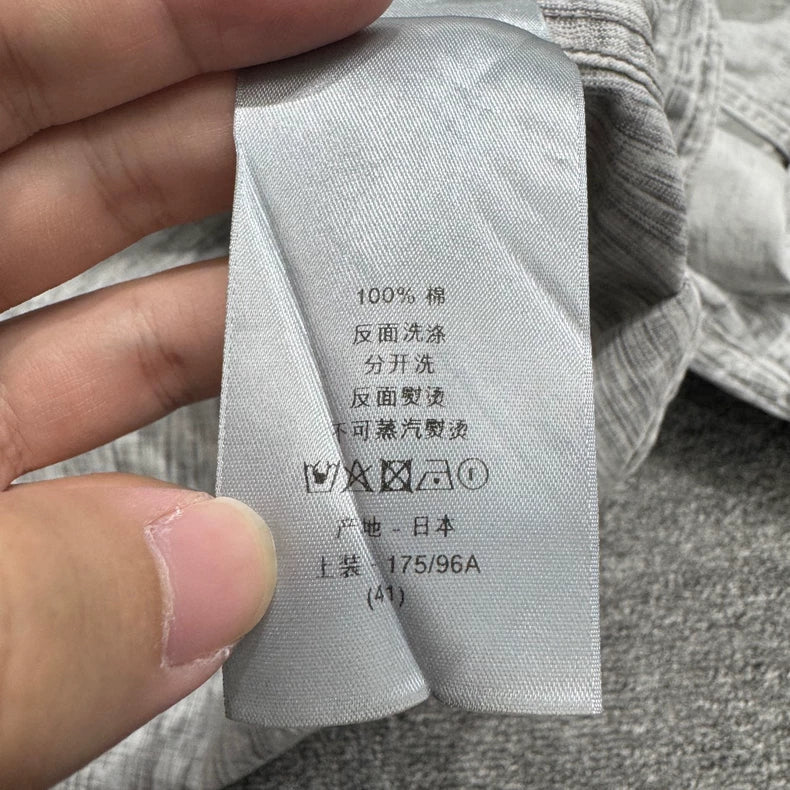 100% 棉
反面洗涤
分开洗
反面熨烫
不可蒸汽熨烫
产地 - 日本
上装 - 175/96A
(41)